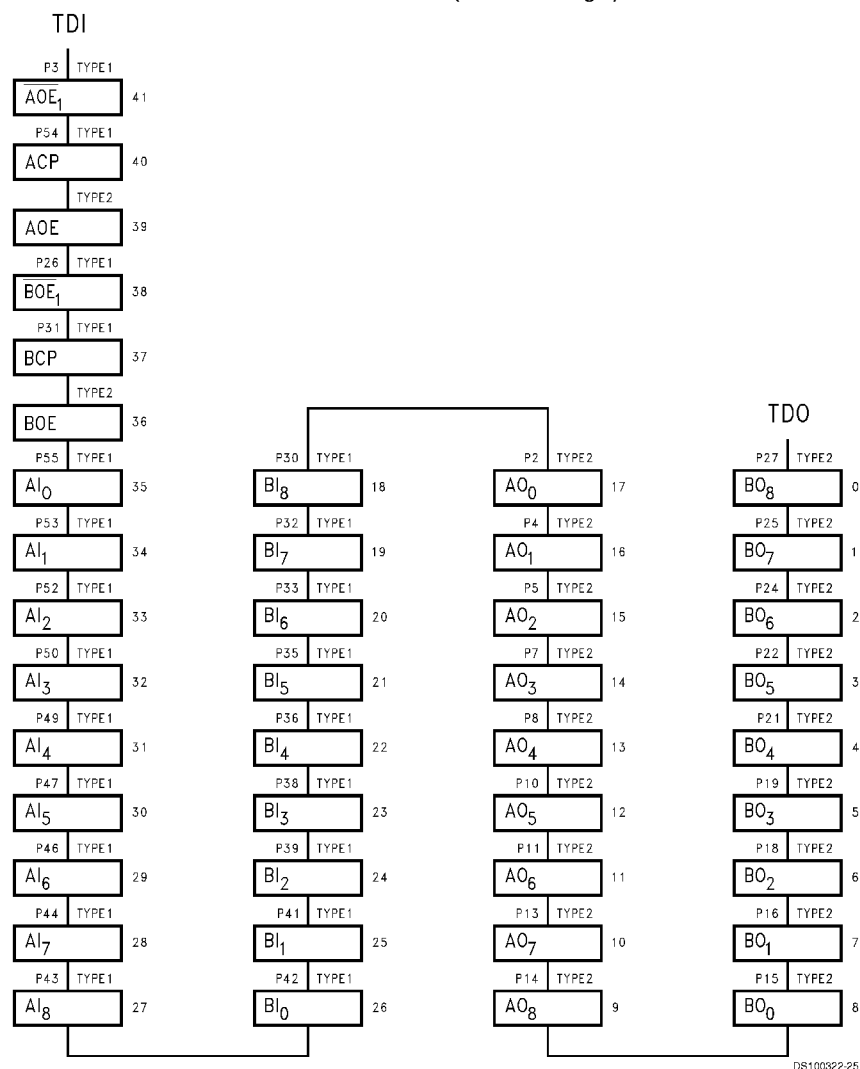 TDI
P3 TYPE1
AOE1 41
P54 TYPE1
ACP 40
TYPE2
AOE 39
P26 TYPE1
BOE1 38
P31 TYPE1
BCP 37
TYPE2
BOE 36
P55 TYPE1
AI0 35
P53 TYPE1
AI1 34
P52 TYPE1
AI2 33
P50 TYPE1
AI3 32
P49 TYPE1
AI4 31
P47 TYPE1
AI5 30
P46 TYPE1
AI6 29
P44 TYPE1
AI7 28
P43 TYPE1
AI8 27
P30 TYPE1
BI8 18
P32 TYPE1
BI7 19
P33 TYPE1
BI6 20
P35 TYPE1
BI5 21
P36 TYPE1
BI4 22
P38 TYPE1
BI3 23
P39 TYPE1
BI2 24
P41 TYPE1
BI1 25
P42 TYPE1
BI0 26
P2 TYPE2
AO0 17
P4 TYPE2
AO1 16
P5 TYPE2
AO2 15
P7 TYPE2
AO3 14
P8 TYPE2
AO4 13
P10 TYPE2
AO5 12
P11 TYPE2
AO6 11
P13 TYPE2
AO7 10
P14 TYPE2
AO8 9
TDO
P27 TYPE2
BO8 0
P25 TYPE2
BO7 1
P24 TYPE2
BO6 2
P22 TYPE2
BO5 3
P21 TYPE2
BO4 4
P19 TYPE2
BO3 5
P18 TYPE2
BO2 6
P16 TYPE2
BO1 7
P15 TYPE2
BO0 8
DS100322-25